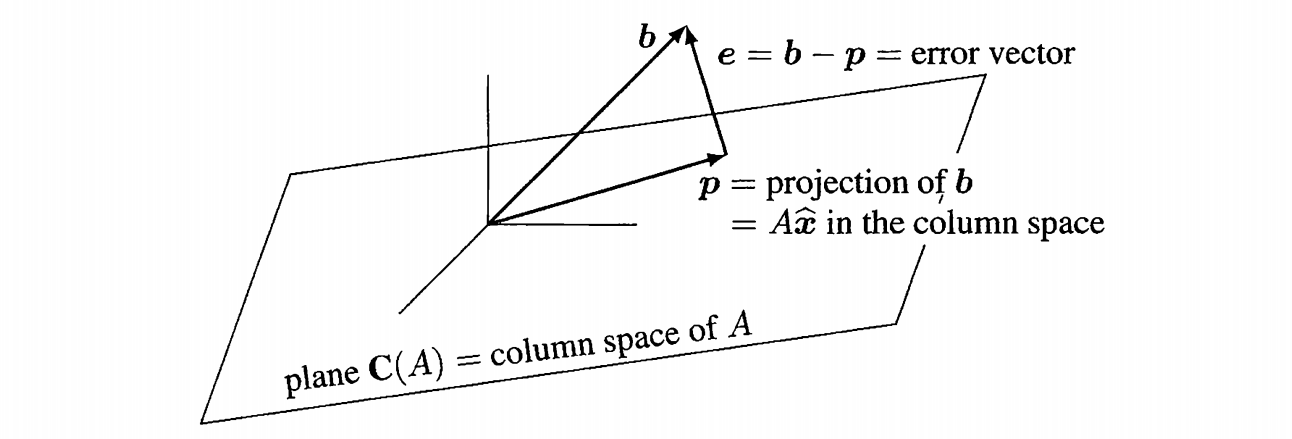 b
e = b − p = error vector
p = projection of b
= Ax̂ in the column space
plane C(A) = column space of A